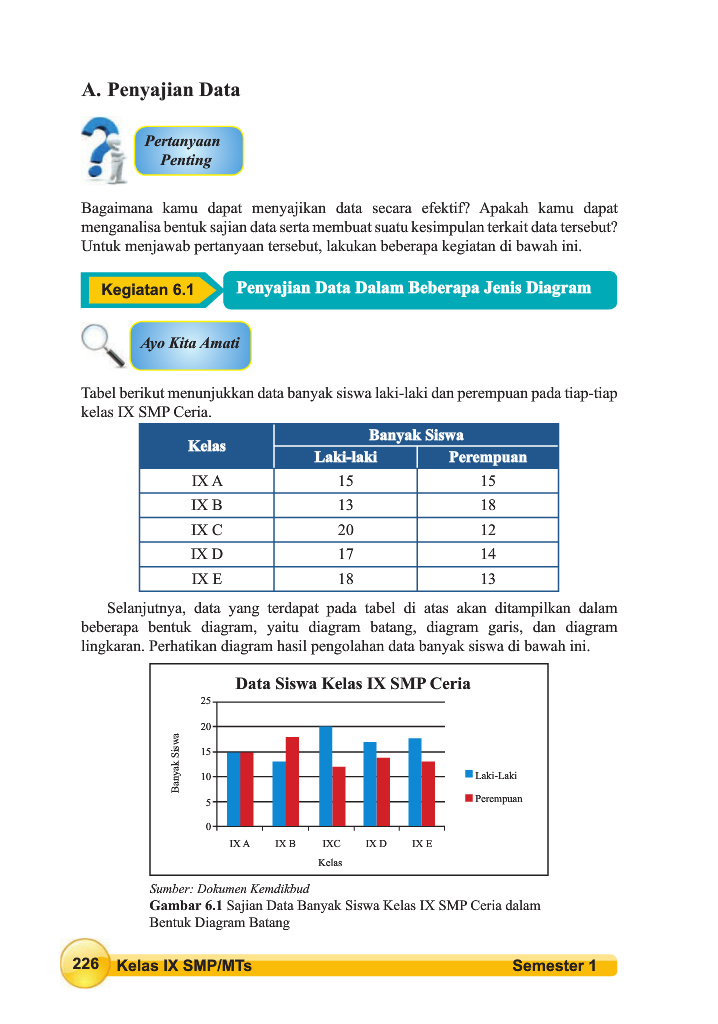 A. Penyajian Data
Pertanyaan
Penting
Bagaimana kamu dapat menyajikan data secara efektif? Apakah kamu dapat
menganalisa bentuk sajian data serta membuat suatu kesimpulan terkait data tersebut?
Untuk menjawab pertanyaan tersebut, lakukan beberapa kegiatan di bawah ini.
Kegiatan 6.1 Penyajian Data Dalam Beberapa Jenis Diagram
Ayo Kita Amati
Tabel berikut menunjukkan data banyak siswa laki-laki dan perempuan pada tiap-tiap
kelas IX SMP Ceria.
Kelas Banyak Siswa
Laki-laki Perempuan
IX A 15 15
IX B 13 18
IX C 20 12
IX D 17 14
IX E 18 13
Selanjutnya, data yang terdapat pada tabel di atas akan ditampilkan dalam
beberapa bentuk diagram, yaitu diagram batang, diagram garis, dan diagram
lingkaran. Perhatikan diagram hasil pengolahan data banyak siswa di bawah ini.
Data Siswa Kelas IX SMP Ceria
Banyak Siswa
25
20
15
10
5
0
IX A IX B IXC IX D IX E
Kelas
Laki-Laki
Perempuan
Sumber: Dokumen Kemdikbud
Gambar 6.1 Sajian Data Banyak Siswa Kelas IX SMP Ceria dalam
Bentuk Diagram Batang
226 Kelas IX SMP/MTs Semester 1